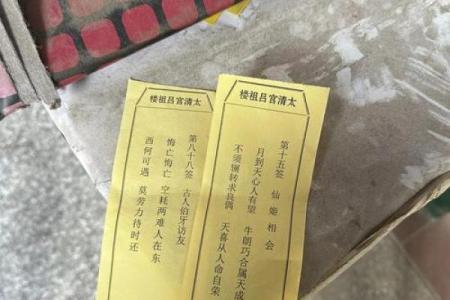 太清宫吕祖楼
第八十八签 古人伯牙访友
悔亡悔亡 空耗两难人在东
西何可遇 莫劳力待时还
太清宫吕祖楼
第十五签 仙姬相会
月到天心人有望 牛朗巧合属天成
不须辗转求良偶 天喜从人命自荣